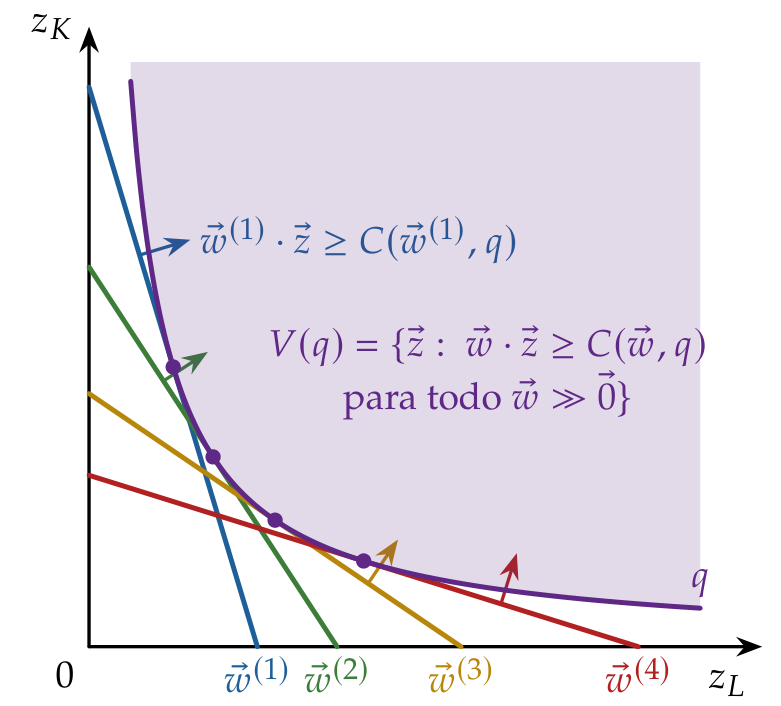 z_K
w⃗^(1) · z⃗ ≥ C(w⃗^(1), q)
V(q) = {z⃗ : w⃗ · z⃗ ≥ C(w⃗, q)
para todo w⃗ ≫ 0⃗}
q
0 w⃗^(1) w⃗^(2) w⃗^(3) w⃗^(4) z_L